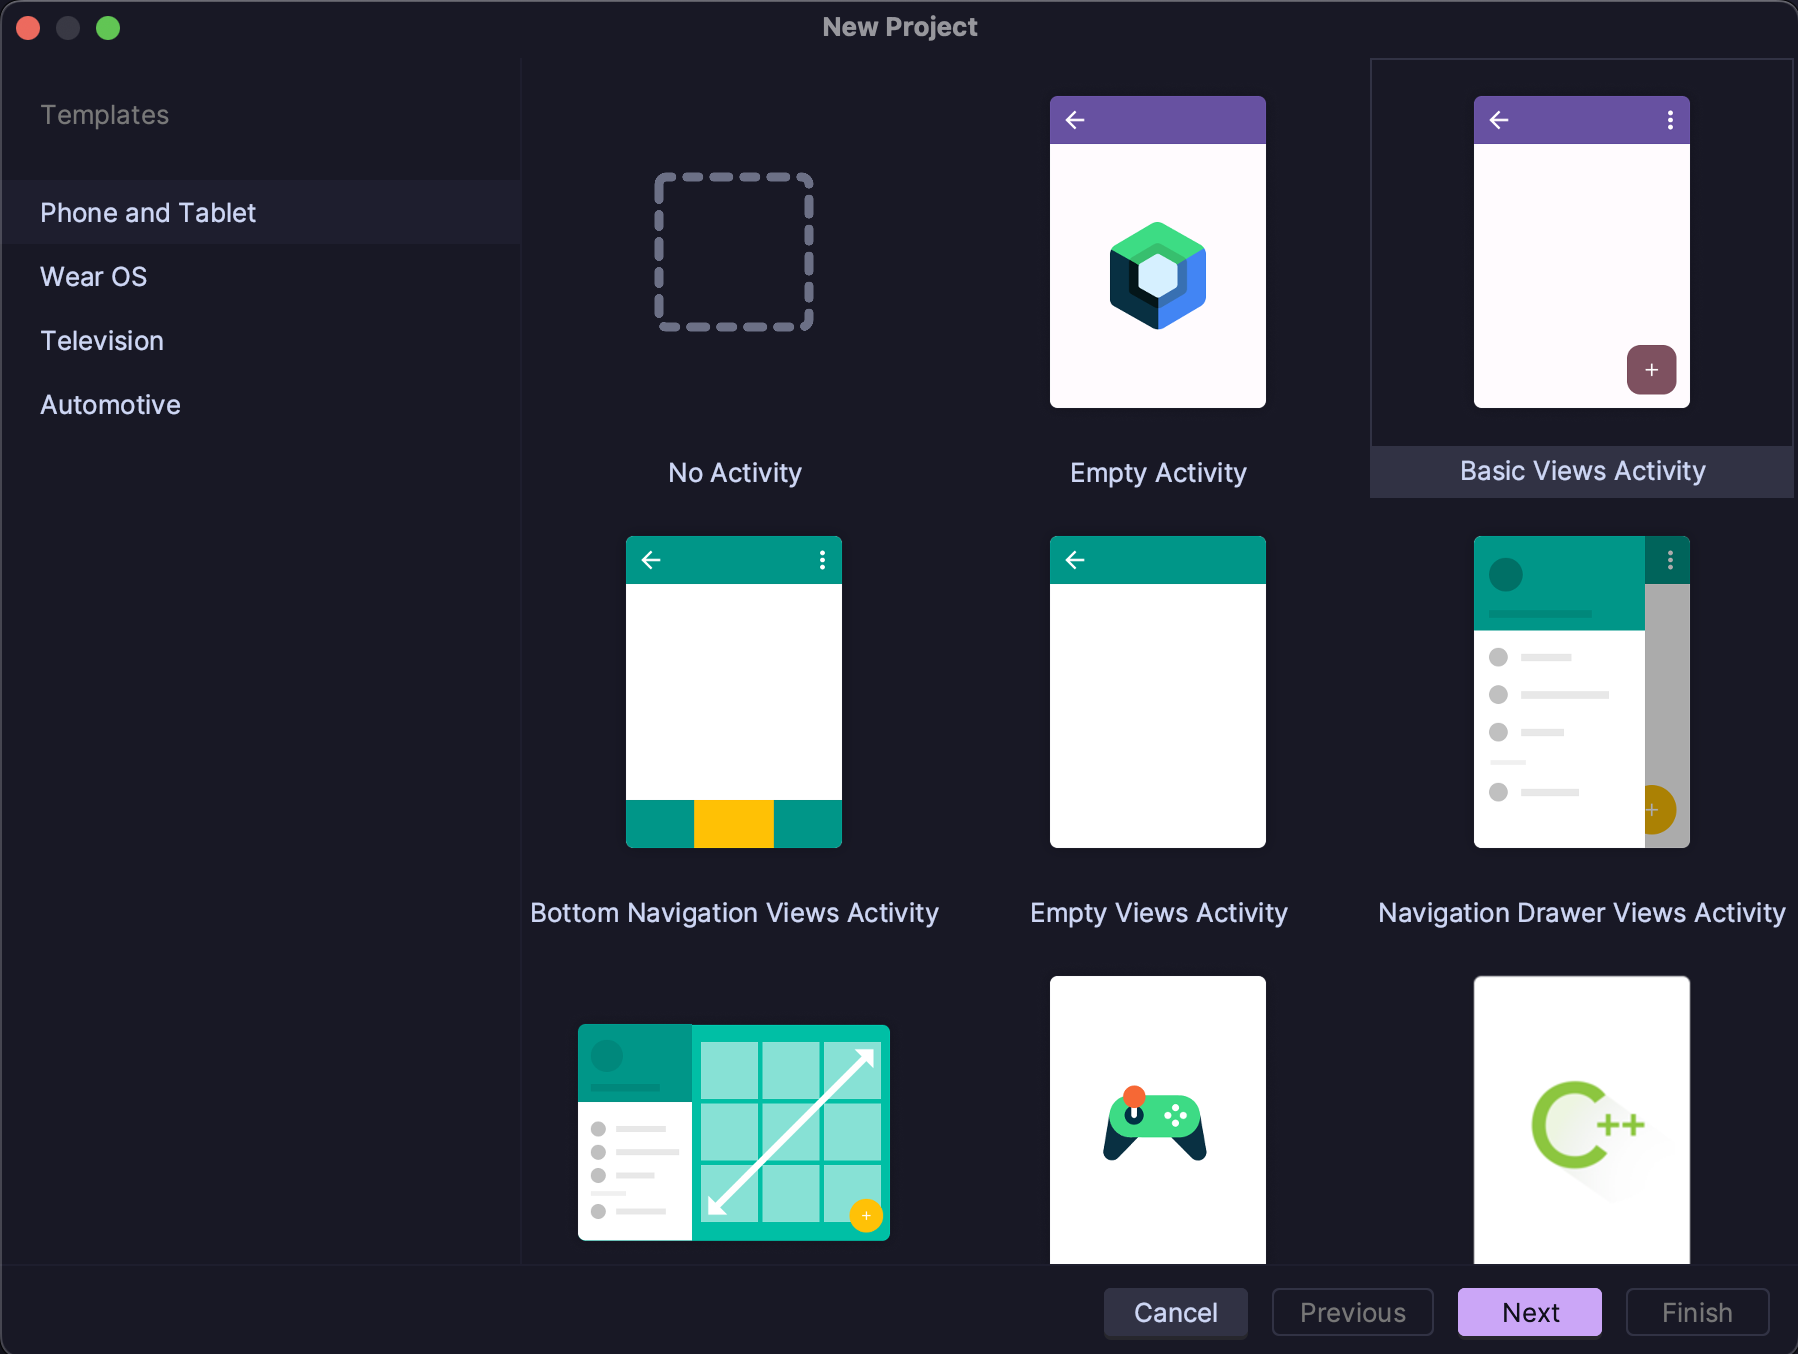 New Project
Templates
Phone and Tablet
Wear OS
Television
Automotive
No Activity
Empty Activity
Basic Views Activity
Bottom Navigation Views Activity
Empty Views Activity
Navigation Drawer Views Activity
C++
Cancel
Previous
Next
Finish